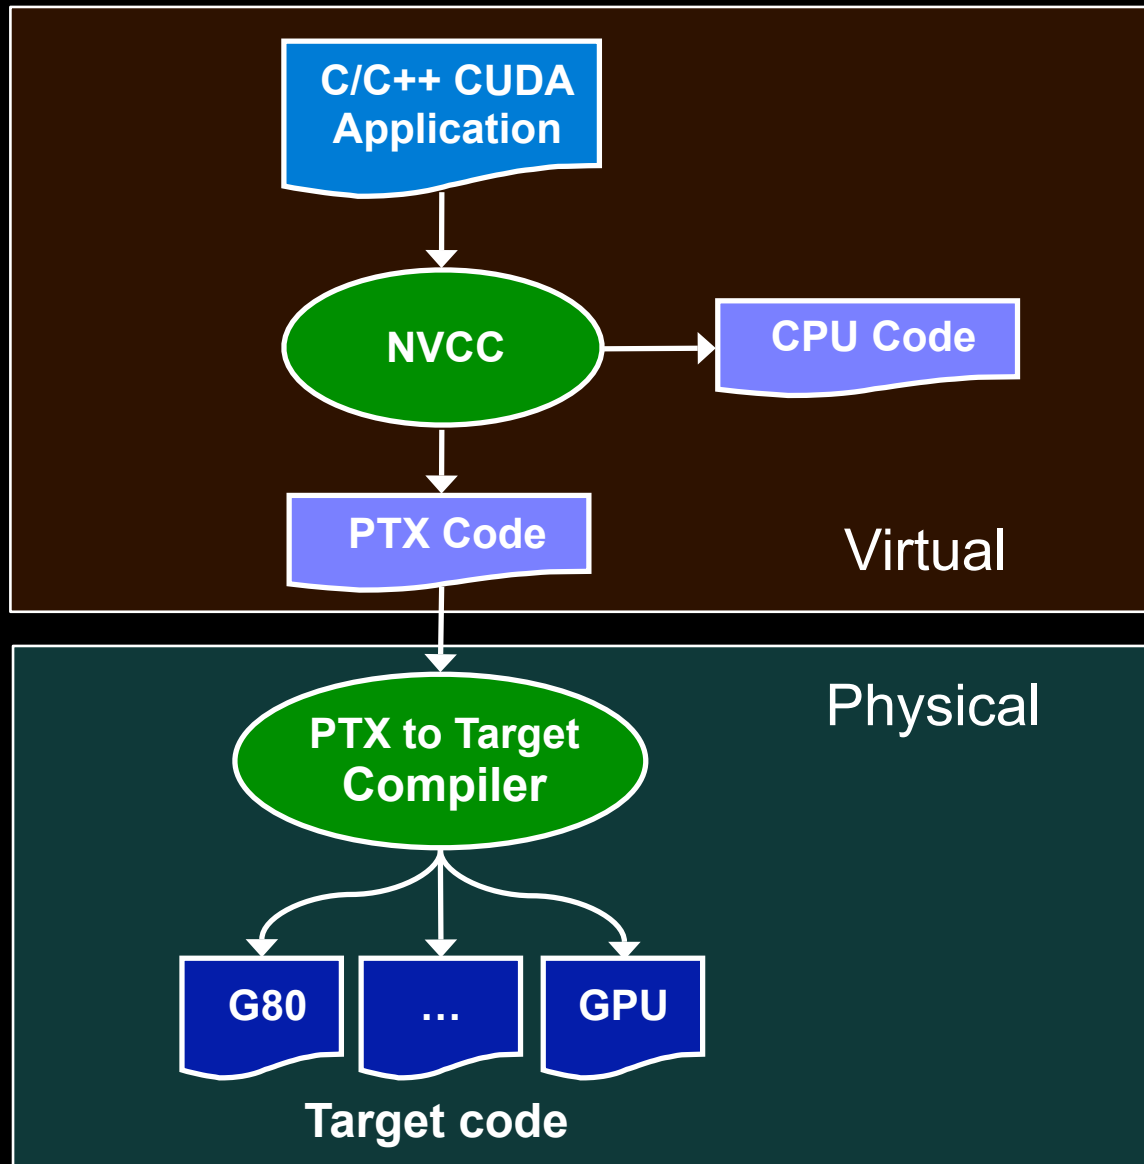 C/C++ CUDA
Application
NVCC
CPU Code
PTX Code
Virtual
Physical
PTX to Target
Compiler
G80
…
GPU
Target code